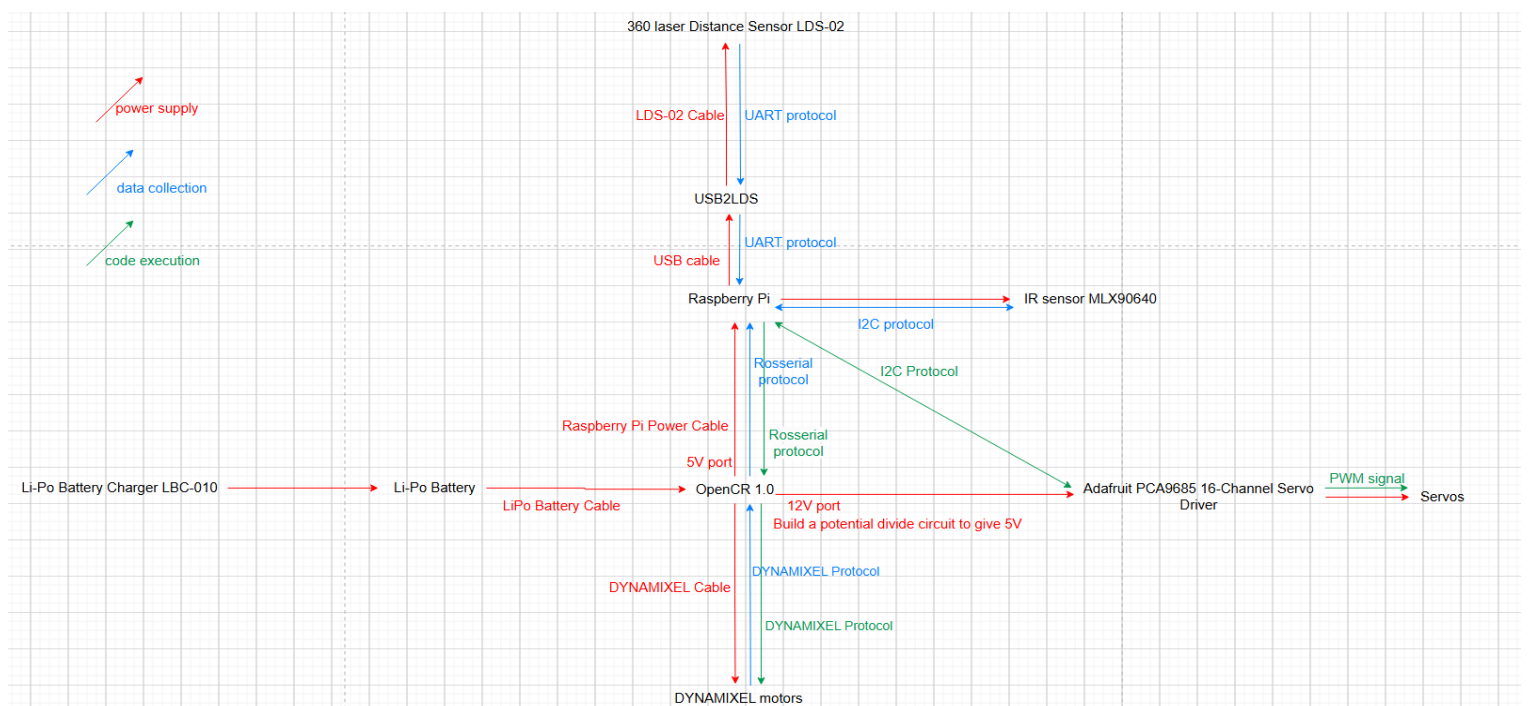 360 laser Distance Sensor LDS-02
power supply
LDS-02 Cable
UART protocol
data collection
USB2LDS
UART protocol
code execution
USB cable
Raspberry Pi
IR sensor MLX90640
I2C protocol
Rosserial
protocol
I2C Protocol
Raspberry Pi Power Cable
Rosserial
protocol
5V port
Li-Po Battery Charger LBC-010
Li-Po Battery
LiPo Battery Cable
OpenCR 1.0
12V port
Build a potential divide circuit to give 5V
Adafruit PCA9685 16-Channel Servo
Driver
PWM signal
Servos
DYNAMIXEL Cable
DYNAMIXEL Protocol
DYNAMIXEL Protocol
DYNAMIXEL motors